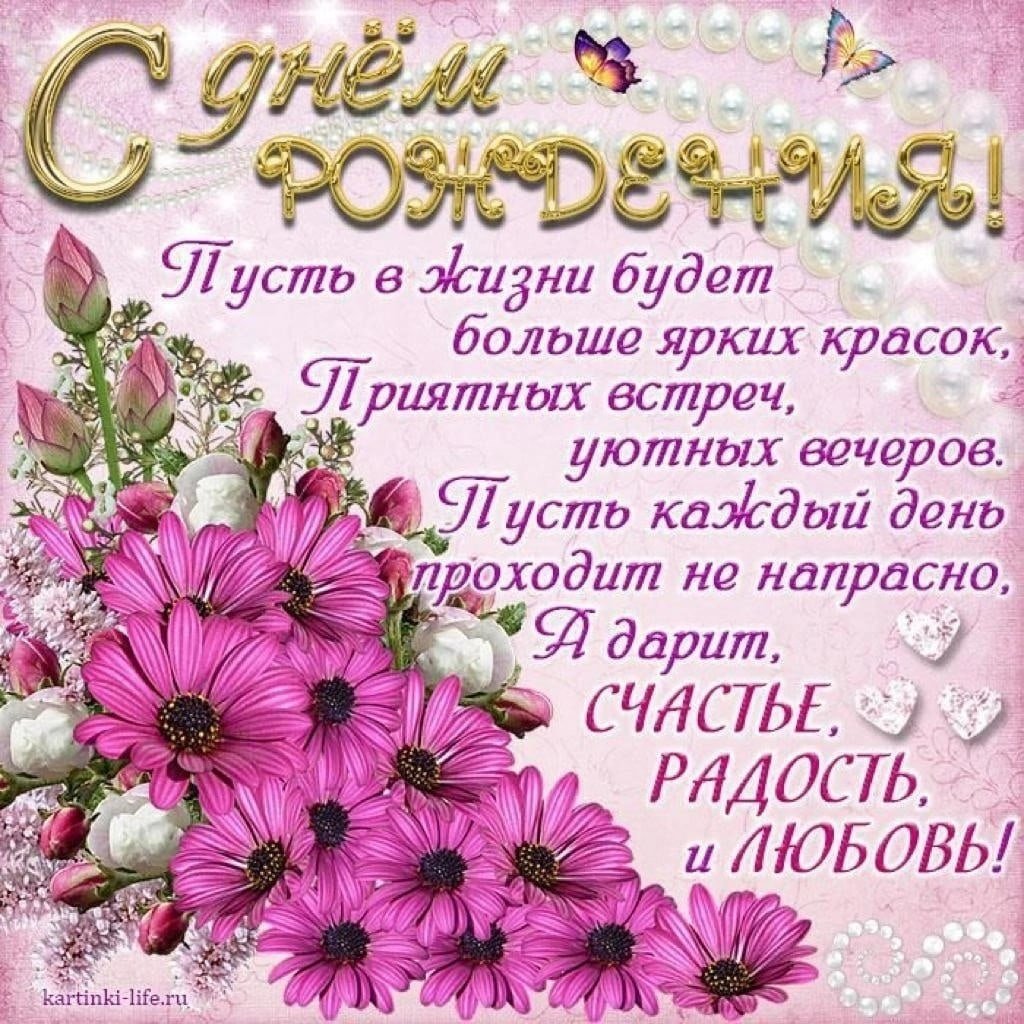 С днём
РОЖДЕНИЯ!
Пусть в жизни будет
больше ярких красок,
Приятных встреч,
уютных вечеров.
Пусть каждый день
проходит не напрасно,
А дарит,
СЧАСТЬЕ,
РАДОСТЬ,
и ЛЮБОВЬ!
kartinki-life.ru